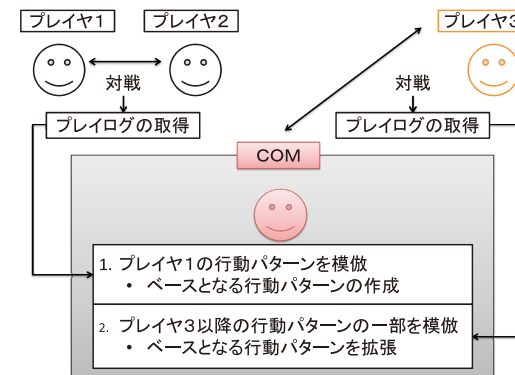 プレイヤ1
プレイヤ2
プレイヤ3
対戦
対戦
プレイログの取得
プレイログの取得
COM
1. プレイヤ1の行動パターンを模倣
• ベースとなる行動パターンの作成
2. プレイヤ3以降の行動パターンの一部を模倣
• ベースとなる行動パターンを拡張